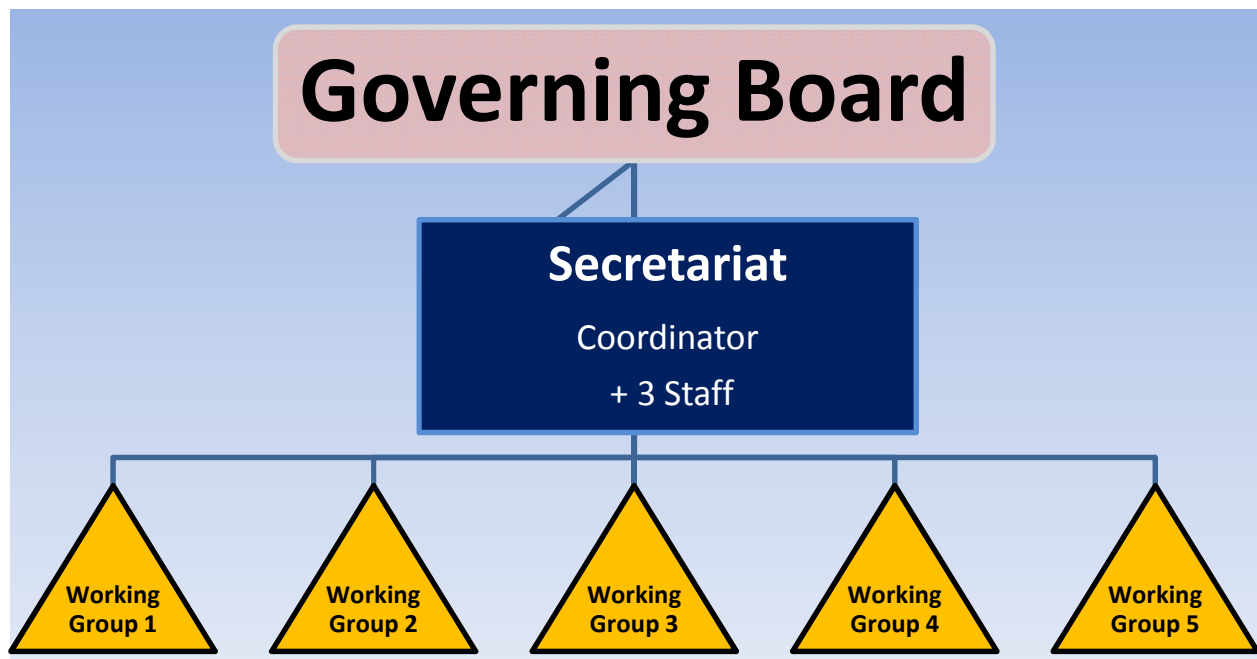 Governing Board
Secretariat
Coordinator
+ 3 Staff
Working
Group 1
Working
Group 2
Working
Group 3
Working
Group 4
Working
Group 5